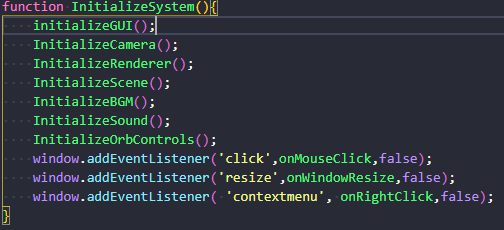 function InitializeSystem(){
    initializeGUI();
    InitializeCamera();
    InitializeRenderer();
    InitializeScene();
    InitializeBGM();
    InitializeSound();
    InitializeOrbControls();
    window.addEventListener('click',onMouseClick,false);
    window.addEventListener('resize',onWindowResize,false);
    window.addEventListener( 'contextmenu', onRightClick,false);
}